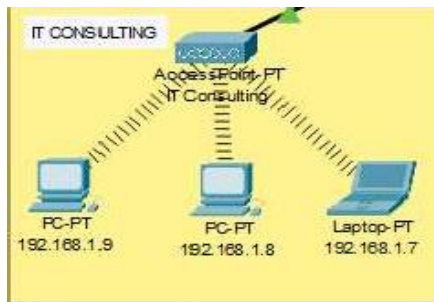 IT CONSULTING
AccessPoint-PT
IT Consulting
PC-PT
192.168.1.9
PC-PT
192.168.1.8
Laptop-PT
192.168.1.7